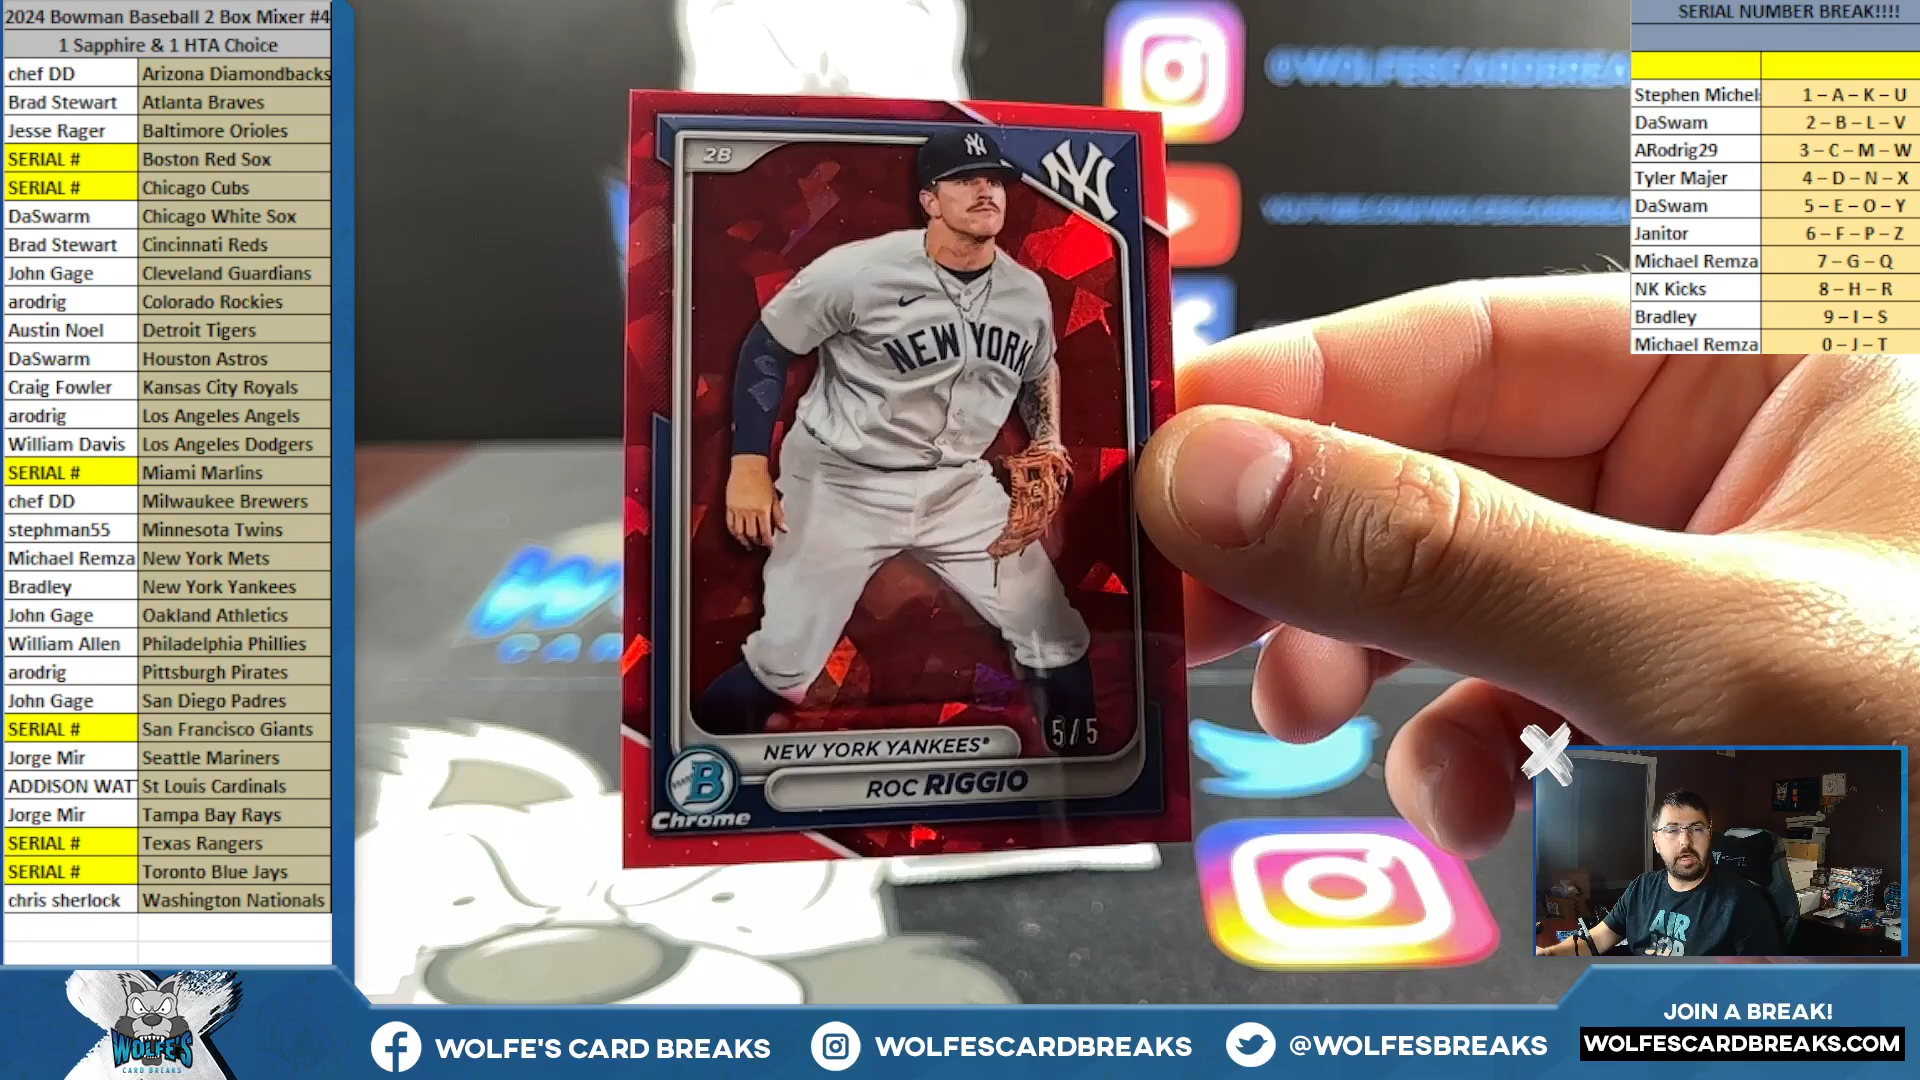 2024 Bowman Baseball 2 Box Mixer #4
1 Sapphire & 1 HTA Choice
chef DD Arizona Diamondbacks
Brad Stewart Atlanta Braves
Jesse Rager Baltimore Orioles
SERIAL # Boston Red Sox
SERIAL # Chicago Cubs
DaSwarm Chicago White Sox
Brad Stewart Cincinnati Reds
John Gage Cleveland Guardians
arodrig Colorado Rockies
Austin Noel Detroit Tigers
DaSwarm Houston Astros
Craig Fowler Kansas City Royals
arodrig Los Angeles Angels
William Davis Los Angeles Dodgers
SERIAL # Miami Marlins
chef DD Milwaukee Brewers
stephman55 Minnesota Twins
Michael Remza New York Mets
Bradley New York Yankees
John Gage Oakland Athletics
William Allen Philadelphia Phillies
arodrig Pittsburgh Pirates
John Gage San Diego Padres
SERIAL # San Francisco Giants
Jorge Mir Seattle Mariners
ADDISON WAT St Louis Cardinals
Jorge Mir Tampa Bay Rays
SERIAL # Texas Rangers
SERIAL # Toronto Blue Jays
chris sherlock Washington Nationals
@WOLFESCARDBREAKS
2B
NY
NY
NEW YORK
5/5
NEW YORK YANKEES®
ROC RIGGIO
B
Chrome
SERIAL NUMBER BREAK!!!!
Stephen Michel 1 – A – K – U
DaSwam 2 – B – L – V
ARodrig29 3 – C – M – W
Tyler Majer 4 – D – N – X
DaSwam 5 – E – O – Y
Janitor 6 – F – P – Z
Michael Remza 7 – G – Q
NK Kicks 8 – H – R
Bradley 9 – I – S
Michael Remza 0 – J – T
AIR
WOLFE'S
CARD BREAKS
WOLFE'S CARD BREAKS
WOLFESCARDBREAKS
@WOLFESBREAKS
JOIN A BREAK!
WOLFESCARDBREAKS.COM